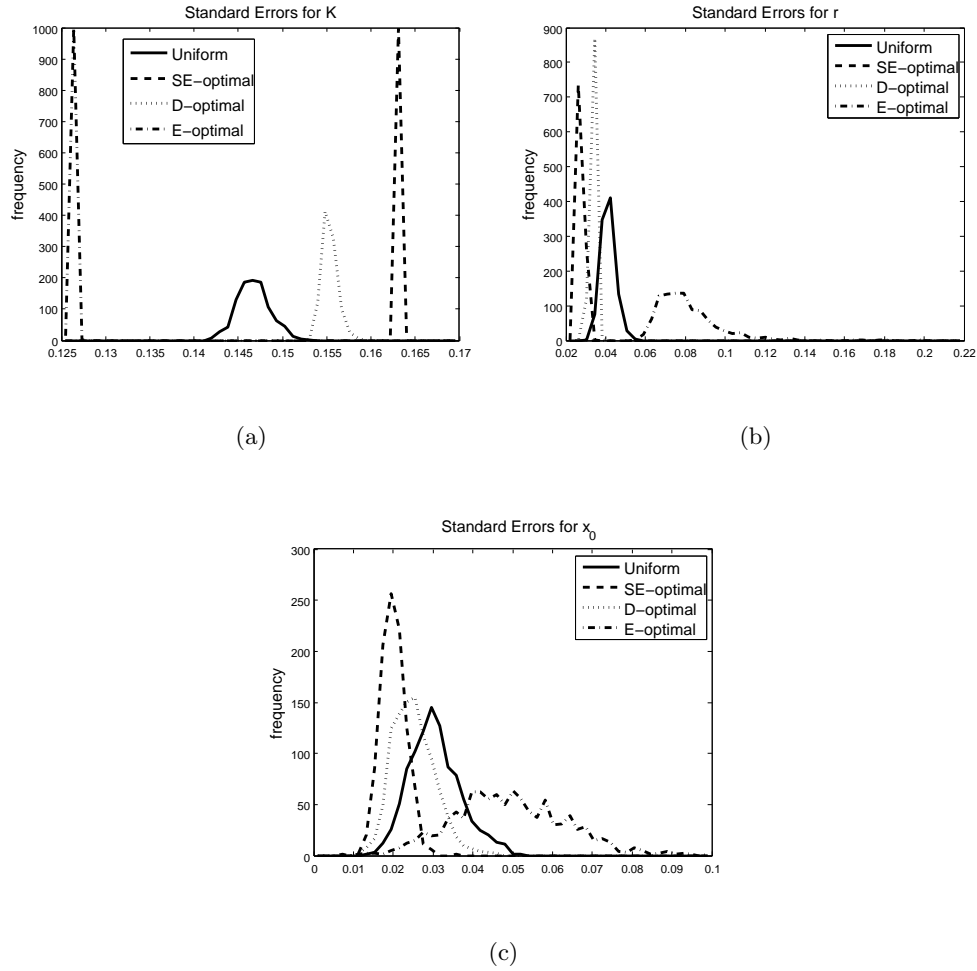 Standard Errors for K
1000
900
800
700
600
500
400
300
200
100
0
frequency
0.125 0.13 0.135 0.14 0.145 0.15 0.155 0.16 0.165 0.17
Uniform
SE-optimal
D-optimal
E-optimal
(a)
Standard Errors for r
900
800
700
600
500
400
300
200
100
0
frequency
0.02 0.04 0.06 0.08 0.1 0.12 0.14 0.16 0.18 0.2 0.22
Uniform
SE-optimal
D-optimal
E-optimal
(b)
Standard Errors for x_0
300
250
200
150
100
50
0
frequency
0 0.01 0.02 0.03 0.04 0.05 0.06 0.07 0.08 0.09 0.1
Uniform
SE-optimal
D-optimal
E-optimal
(c)